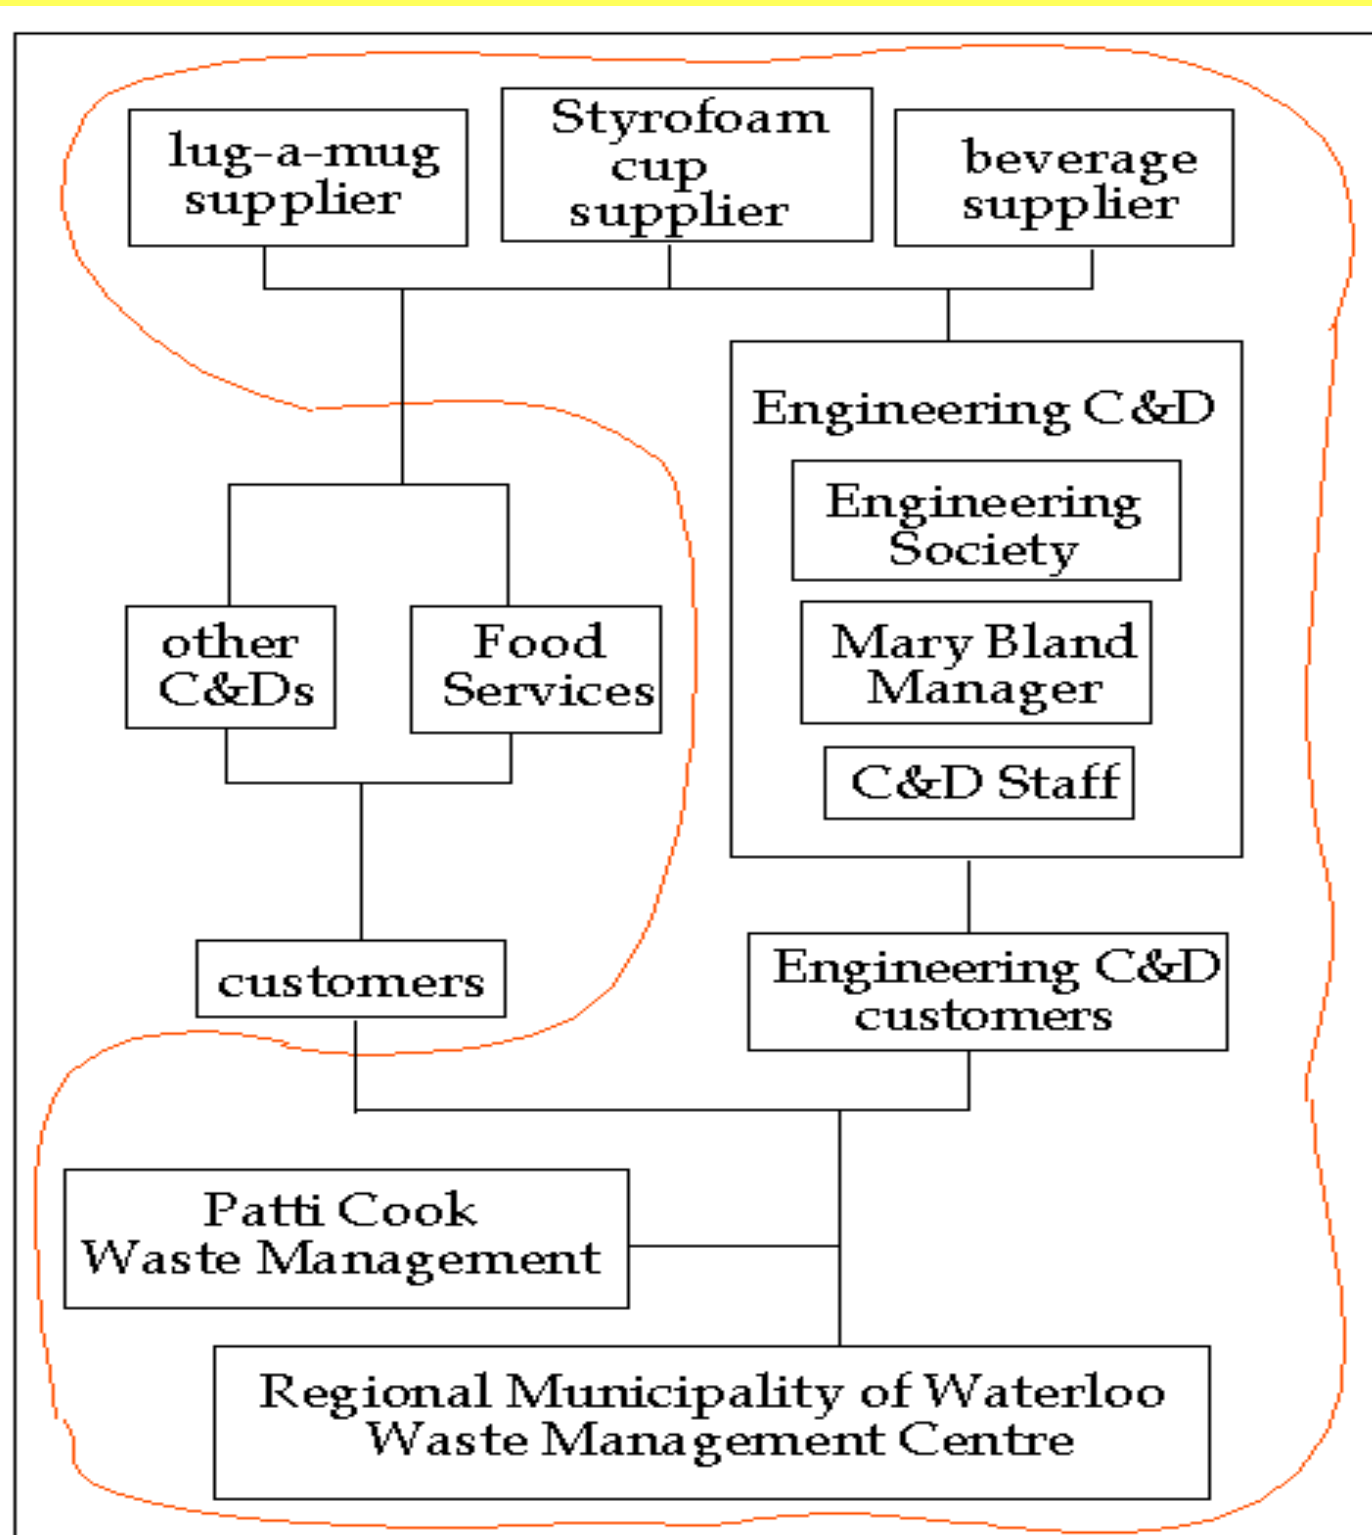 lug-a-mug
supplier
Styrofoam
cup
supplier
beverage
supplier
Engineering C&D
Engineering
Society
Mary Bland
Manager
C&D Staff
other
C&Ds
Food
Services
customers
Engineering C&D
customers
Patti Cook
Waste Management
Regional Municipality of Waterloo
Waste Management Centre